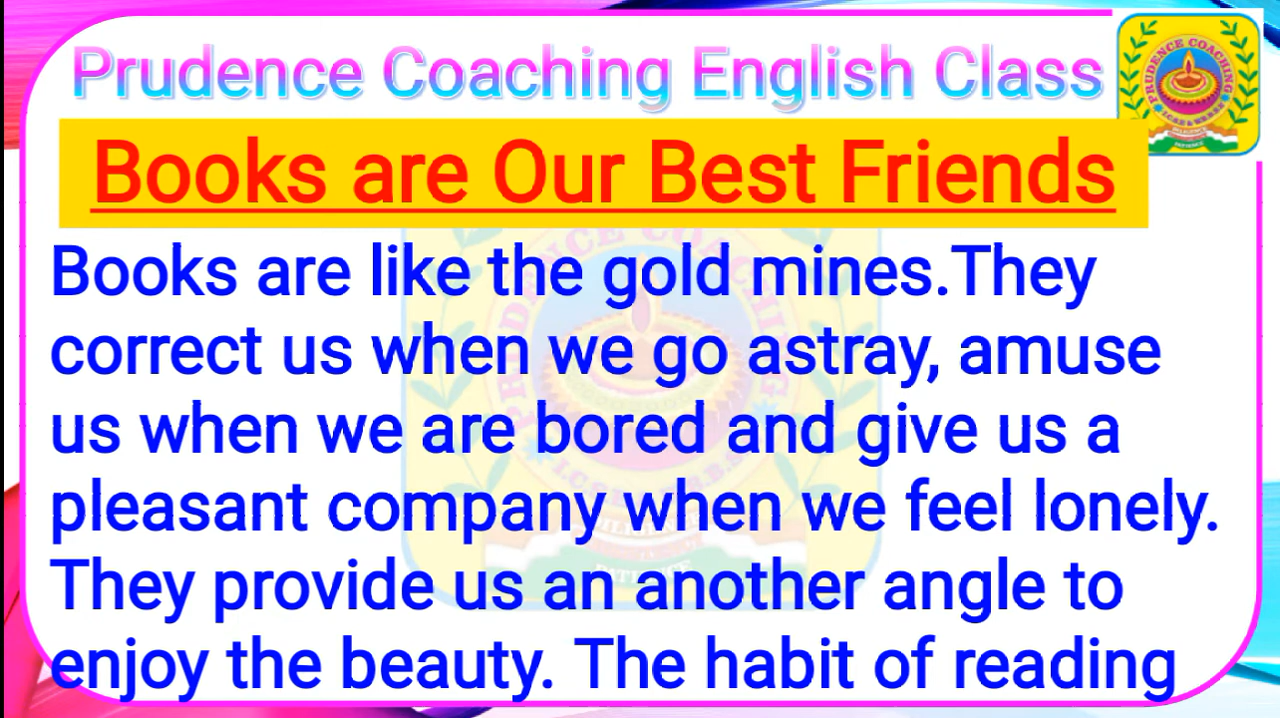 Prudence Coaching English Class
PRUDENCE COACHING
Books are Our Best Friends
Books are like the gold mines.They
correct us when we go astray, amuse
us when we are bored and give us a
pleasant company when we feel lonely.
They provide us an another angle to
enjoy the beauty. The habit of reading